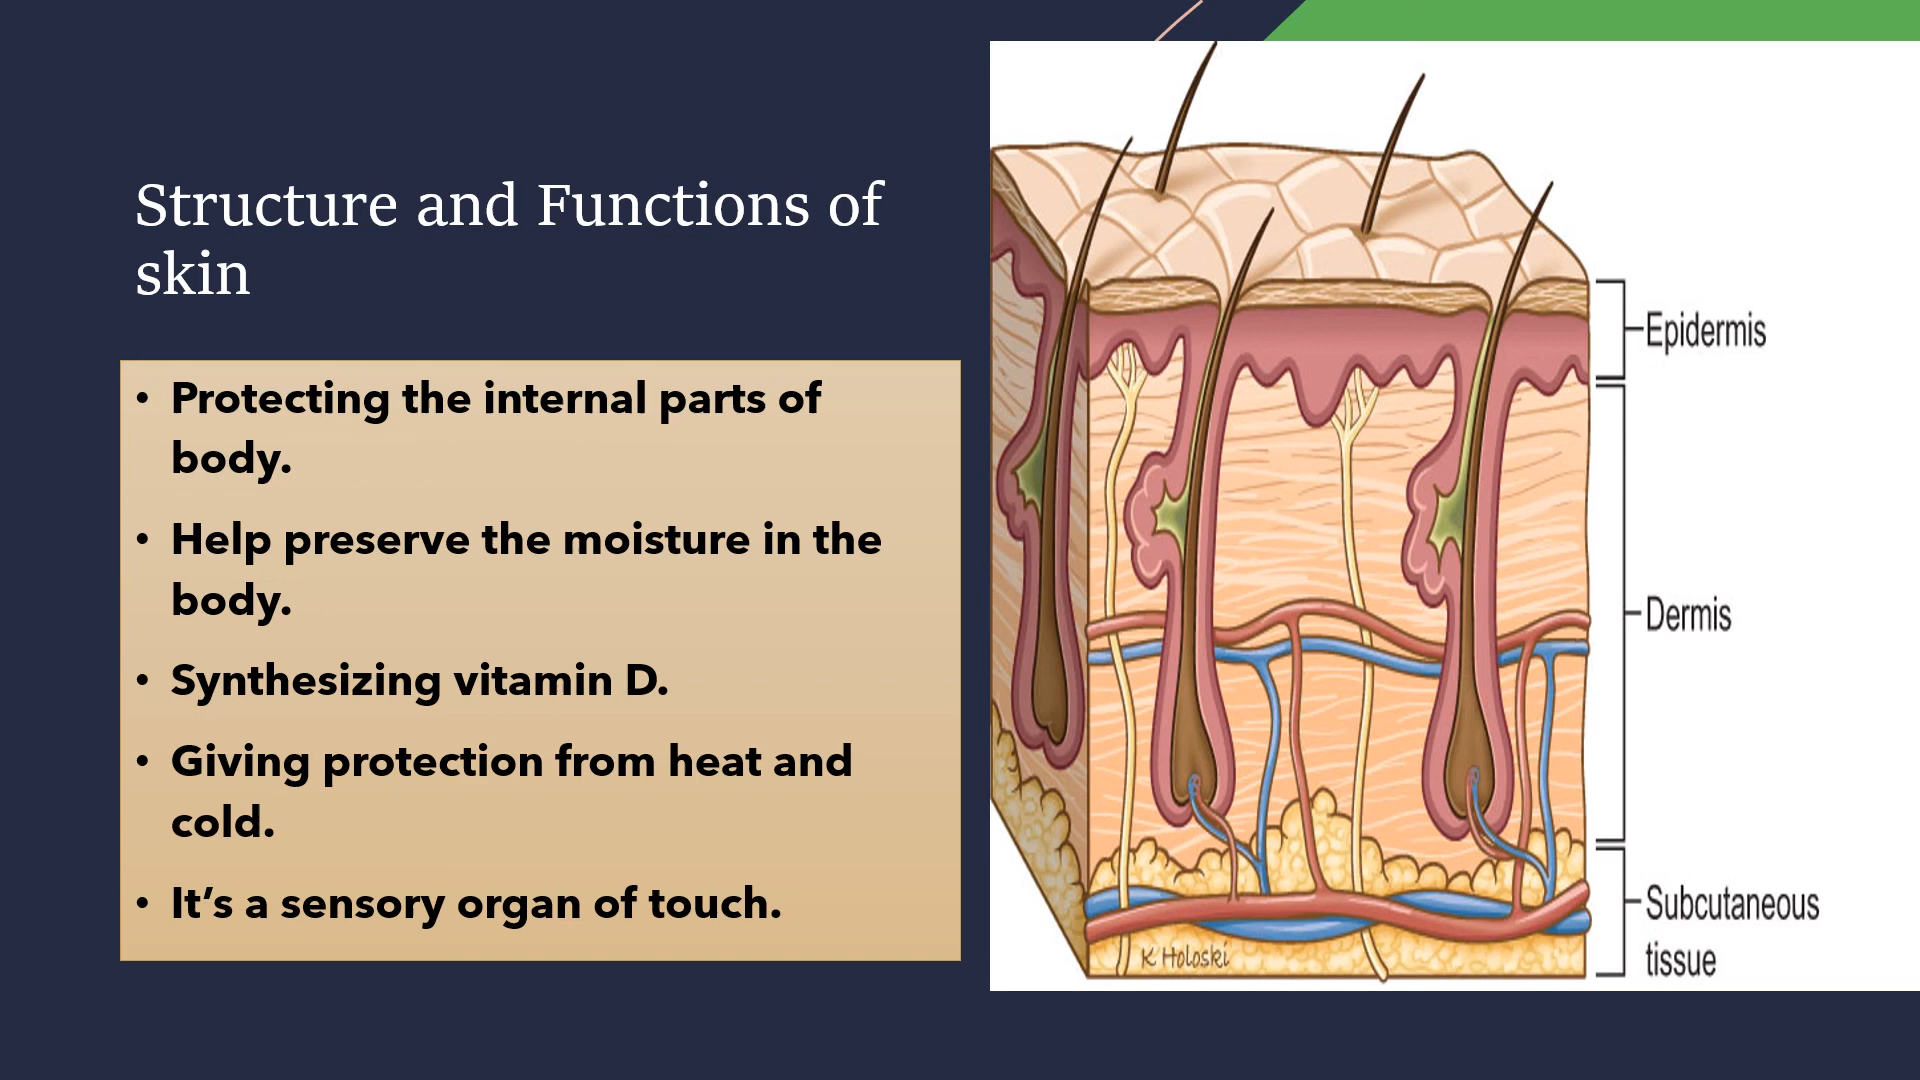 Structure and Functions of
skin
• Protecting the internal parts of
body.
• Help preserve the moisture in the
body.
• Synthesizing vitamin D.
• Giving protection from heat and
cold.
• It’s a sensory organ of touch.
Epidermis
Dermis
Subcutaneous
tissue
K Holoski